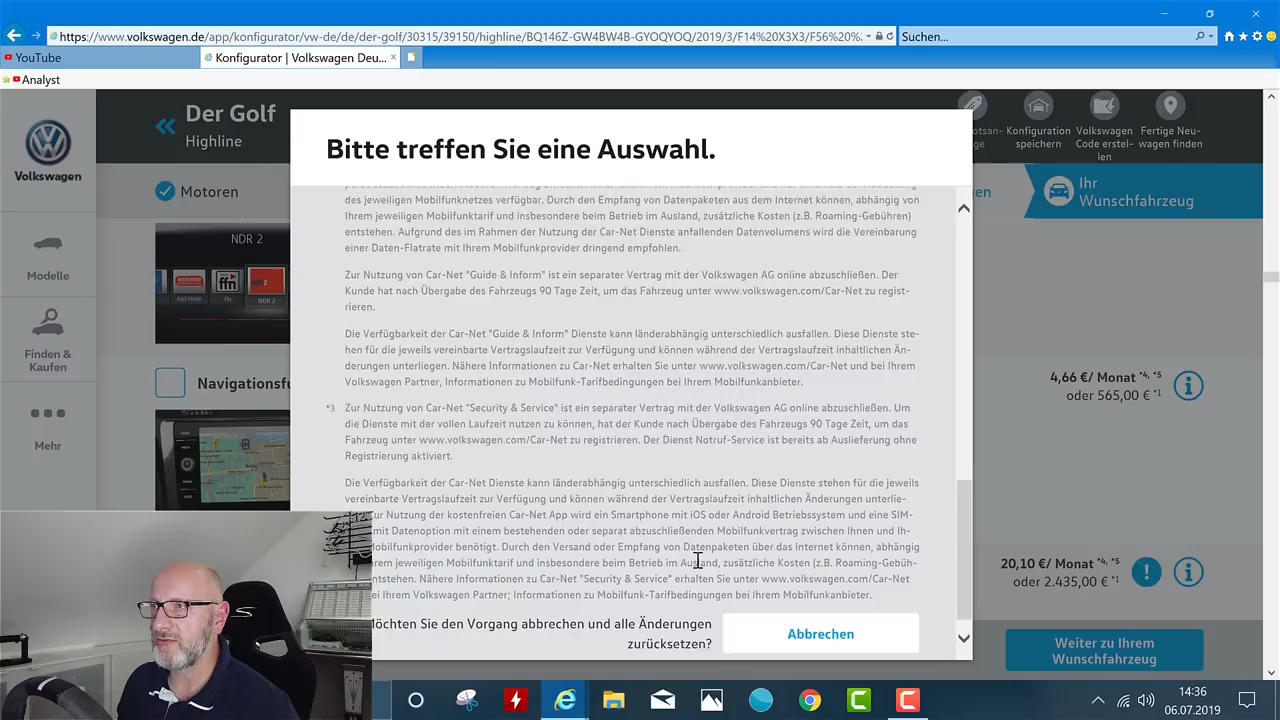 https://www.volkswagen.de/app/konfigurator/vw-de/de/der-golf/30315/39150/highline/BQ146Z-GW4BW4B-GYOQYOQ/2019/3/F14%20X3X3/F56%20%
Suchen...
YouTube
Konfigurator | Volkswagen Deu...
Analyst
Der Golf
Highline
Volkswagen
Konfiguration
speichern
Volkswagen
Code erstel-
len
Fertige Neu-
wagen finden
Bitte treffen Sie eine Auswahl.
Motoren
Ihr
Wunschfahrzeug
Modelle
Finden &
Kaufen
Mehr
NDR 2
NDR 2
Navigationsf
des jeweiligen Mobilfunknetzes verfügbar. Durch den Empfang von Datenpaketen aus dem Internet können, abhängig von
Ihrem jeweiligen Mobilfunktarif und insbesondere beim Betrieb im Ausland, zusätzliche Kosten (z.B. Roaming-Gebühren)
entstehen. Aufgrund des im Rahmen der Nutzung der Car-Net Dienste anfallenden Datenvolumens wird die Vereinbarung
einer Daten-Flatrate mit Ihrem Mobilfunkprovider dringend empfohlen.
Zur Nutzung von Car-Net "Guide & Inform" ist ein separater Vertrag mit der Volkswagen AG online abzuschließen. Der
Kunde hat nach Übergabe des Fahrzeugs 90 Tage Zeit, um das Fahrzeug unter www.volkswagen.com/Car-Net zu regist-
rieren.
Die Verfügbarkeit der Car-Net "Guide & Inform" Dienste kann länderabhängig unterschiedlich ausfallen. Diese Dienste ste-
hen für die jeweils vereinbarte Vertragslaufzeit zur Verfügung und können während der Vertragslaufzeit inhaltlichen Än-
derungen unterliegen. Nähere Informationen zu Car-Net erhalten Sie unter www.volkswagen.com/Car-Net und bei Ihrem
Volkswagen Partner, Informationen zu Mobilfunk-Tarifbedingungen bei Ihrem Mobilfunkanbieter.
*3 Zur Nutzung von Car-Net "Security & Service" ist ein separater Vertrag mit der Volkswagen AG online abzuschließen. Um
die Dienste mit der vollen Laufzeit nutzen zu können, hat der Kunde nach Übergabe des Fahrzeugs 90 Tage Zeit, um das
Fahrzeug unter www.volkswagen.com/Car-Net zu registrieren. Der Dienst Notruf-Service ist bereits ab Auslieferung ohne
Registrierung aktiviert.
Die Verfügbarkeit der Car-Net Dienste kann länderabhängig unterschiedlich ausfallen. Diese Dienste stehen für die jeweils
vereinbarte Vertragslaufzeit zur Verfügung und können während der Vertragslaufzeit inhaltlichen Änderungen unterlie-
ur Nutzung der kostenfreien Car-Net App wird ein Smartphone mit iOS oder Android Betriebssystem und eine SIM-
mit Datenoption mit einem bestehenden oder separat abzuschließenden Mobilfunkvertrag zwischen Ihnen und Ih-
obilfunkprovider benötigt. Durch den Versand oder Empfang von Datenpaketen über das Internet können, abhängig
rem jeweiligen Mobilfunktarif und insbesondere beim Betrieb im Ausland, zusätzliche Kosten (z.B. Roaming-Gebüh-
ntstehen. Nähere Informationen zu Car-Net "Security & Service" erhalten Sie unter www.volkswagen.com/Car-Net
ei Ihrem Volkswagen Partner; Informationen zu Mobilfunk-Tarifbedingungen bei Ihrem Mobilfunkanbieter.
öchten Sie den Vorgang abbrechen und alle Änderungen
zurücksetzen?
Abbrechen
4,66 €/ Monat *4, *5
oder 565,00 € *1
20,10 €/ Monat *4, *5
oder 2.435,00 € *1
Weiter zu Ihrem
Wunschfahrzeug
14:36
06.07.2019